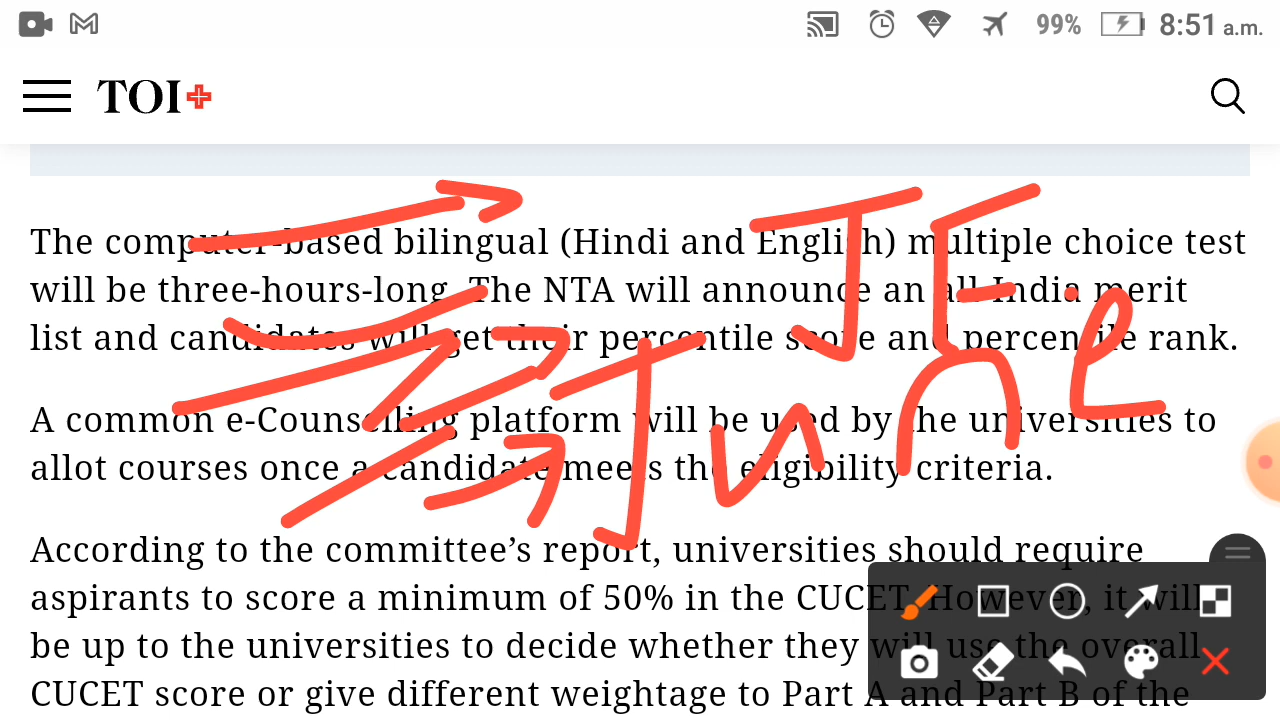 99% 8:51 a.m.
TOI+
The computer-based bilingual (Hindi and English) multiple choice test
will be three-hours-long. The NTA will announce an all India merit
list and candidates will get their percentile score and percentile rank.
A common e-Counselling platform will be used by the universities to
allot courses once a candidate meets the eligibility criteria.
According to the committee’s report, universities should require
aspirants to score a minimum of 50% in the CUCET. However, it will
be up to the universities to decide whether they will use the overall
CUCET score or give different weightage to Part A and Part B of the
June